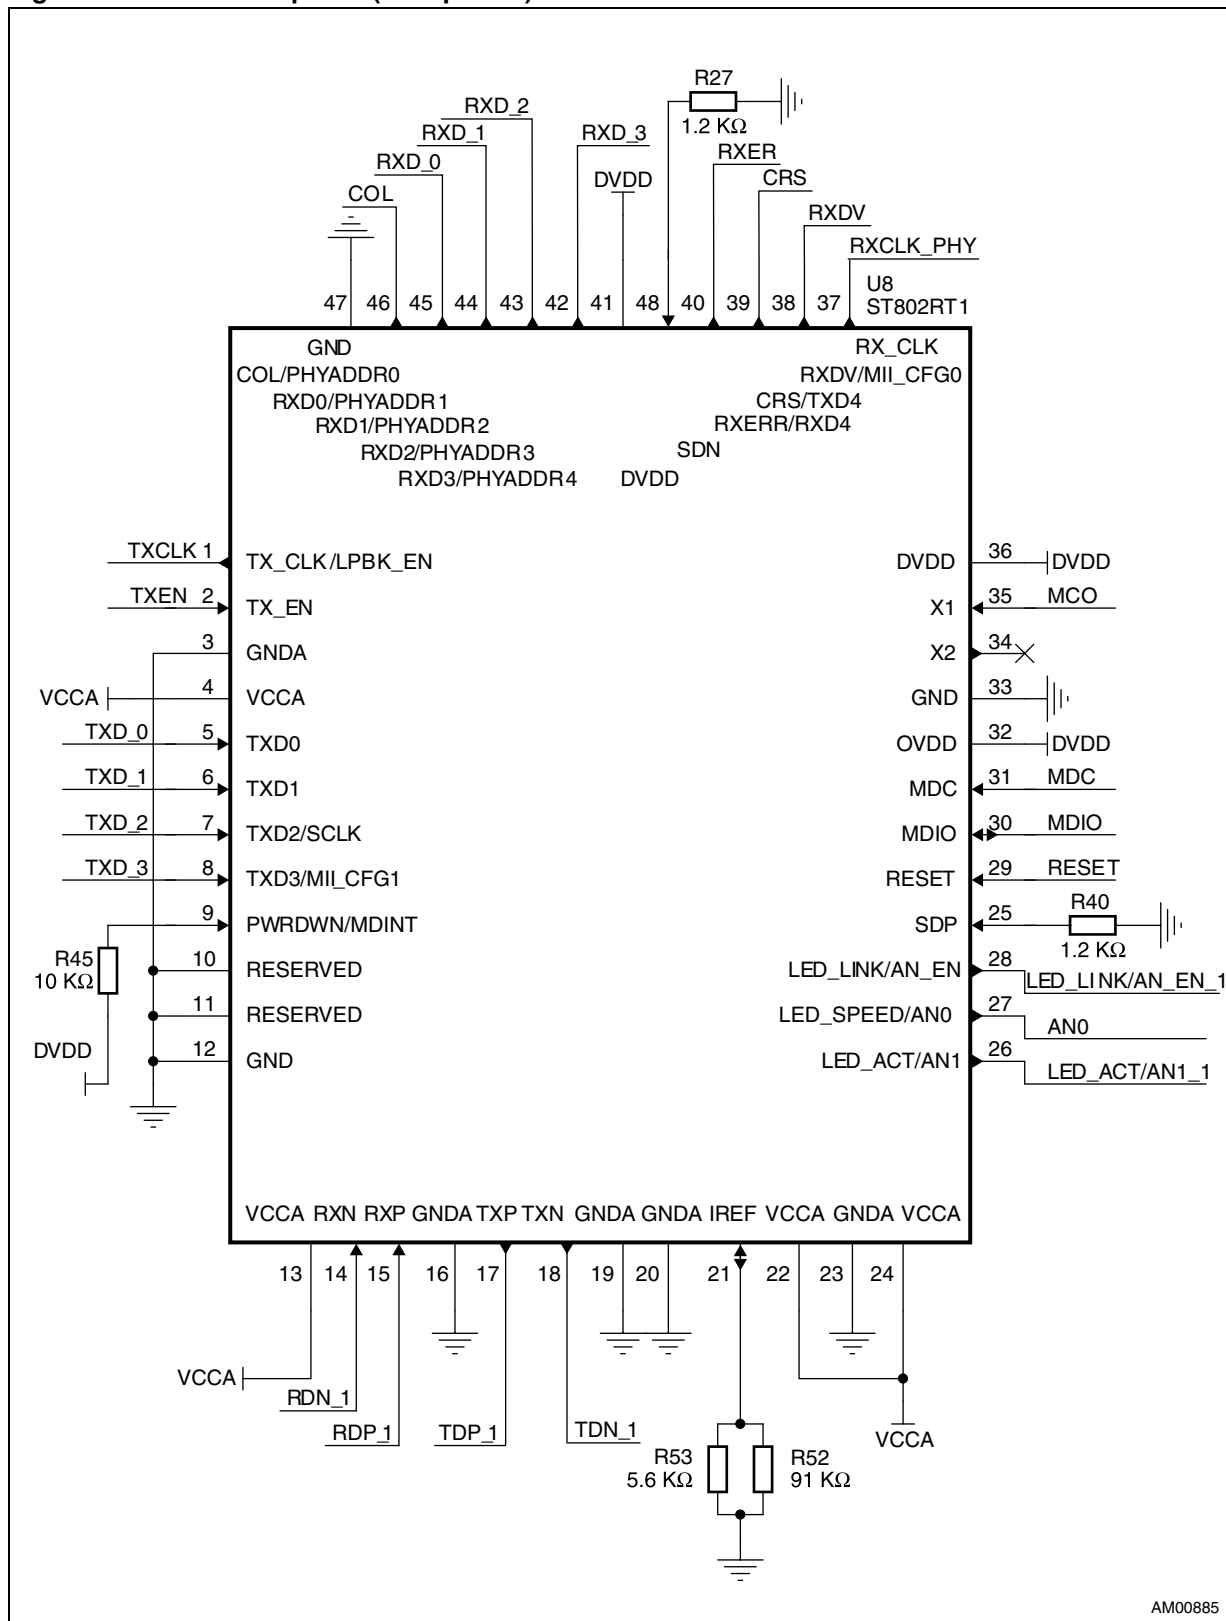 R27
1.2 KΩ
RXD_2
RXD_1
RXD_0
COL
RXD_3
DVDD
RXER
CRS
RXDV
RXCLK_PHY
U8
ST802RT1
47 46 45 44 43 42 41 48 40 39 38 37
GND
COL/PHYADDR0
RXD0/PHYADDR1
RXD1/PHYADDR2
RXD2/PHYADDR3
RXD3/PHYADDR4
DVDD
SDN
RXERR/RXD4
CRS/TXD4
RXDV/MII_CFG0
RX_CLK
TXCLK 1 TX_CLK/LPBK_EN
TXEN 2 TX_EN
3 GNDA
VCCA 4 VCCA
TXD_0 5 TXD0
TXD_1 6 TXD1
TXD_2 7 TXD2/SCLK
TXD_3 8 TXD3/MII_CFG1
9 PWRDWN/MDINT
R45
10 KΩ
DVDD
10 RESERVED
11 RESERVED
12 GND
DVDD 36 DVDD
X1 35 MCO
X2 34
GND 33
OVDD 32 DVDD
MDC 31 MDC
MDIO 30 MDIO
RESET 29 RESET
SDP 25 R40
1.2 KΩ
LED_LINK/AN_EN 28 LED_LINK/AN_EN_1
LED_SPEED/AN0 27 AN0
LED_ACT/AN1 26 LED_ACT/AN1_1
VCCA RXN RXP GNDA TXP TXN GNDA GNDA IREF VCCA GNDA VCCA
13 14 15 16 17 18 19 20 21 22 23 24
VCCA
RDN_1
RDP_1
TDP_1
TDN_1
VCCA
R53
5.6 KΩ
R52
91 KΩ
AM00885